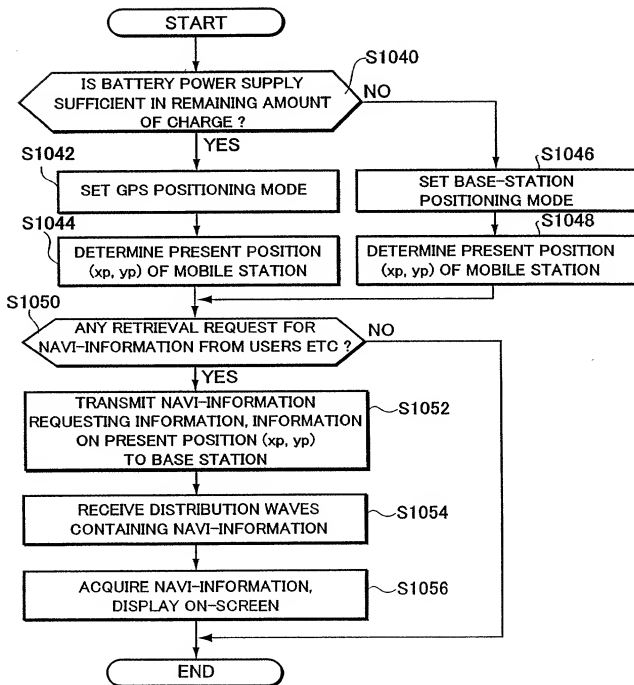 START
S1040
IS BATTERY POWER SUPPLY
SUFFICIENT IN REMAINING AMOUNT
OF CHARGE ?
NO
YES
S1042
SET GPS POSITIONING MODE
S1046
SET BASE-STATION
POSITIONING MODE
S1044
DETERMINE PRESENT POSITION
(xp, yp) OF MOBILE STATION
S1048
DETERMINE PRESENT POSITION
(xp, yp) OF MOBILE STATION
S1050
ANY RETRIEVAL REQUEST FOR
NAVI-INFORMATION FROM USERS ETC ?
NO
YES
TRANSMIT NAVI-INFORMATION
REQUESTING INFORMATION, INFORMATION
ON PRESENT POSITION (xp, yp)
TO BASE STATION
S1052
RECEIVE DISTRIBUTION WAVES
CONTAINING NAVI-INFORMATION
S1054
ACQUIRE NAVI-INFORMATION,
DISPLAY ON-SCREEN
S1056
END